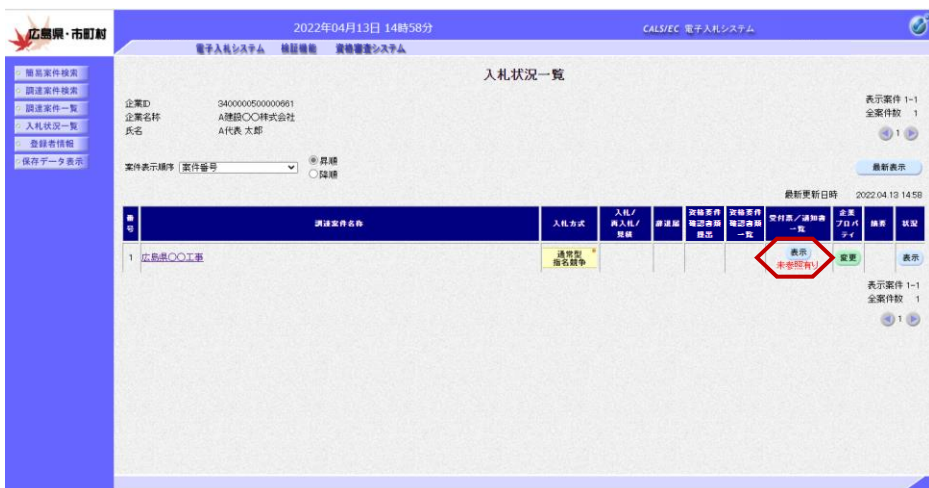 広島県・市町村
2022年04月13日 14時58分
CALS/EC 電子入札システム
電子入札システム 検証機能 資格審査システム
簡易案件検索
調達案件検索
調達案件一覧
入札状況一覧
登録者情報
保存データ表示
入札状況一覧
企業ID 3400000500000661
企業名称 A建設〇〇株式会社
氏名 A代表 太郎
表示案件 1-1
全案件数 1
1
案件表示順序 案件番号
昇順
降順
最新表示
最新更新日時 2022.04.13 14:58
番号 調達案件名称 入札方式 入札/再入札/見積 辞退届 資格要件確認書類提出 資格要件確認書類一覧 受付票/通知書一覧 企業プロパティ 摘要 状況
1 広島県〇〇工事 通常型指名競争 表示 未参照有り 変更 表示
表示案件 1-1
全案件数 1
1